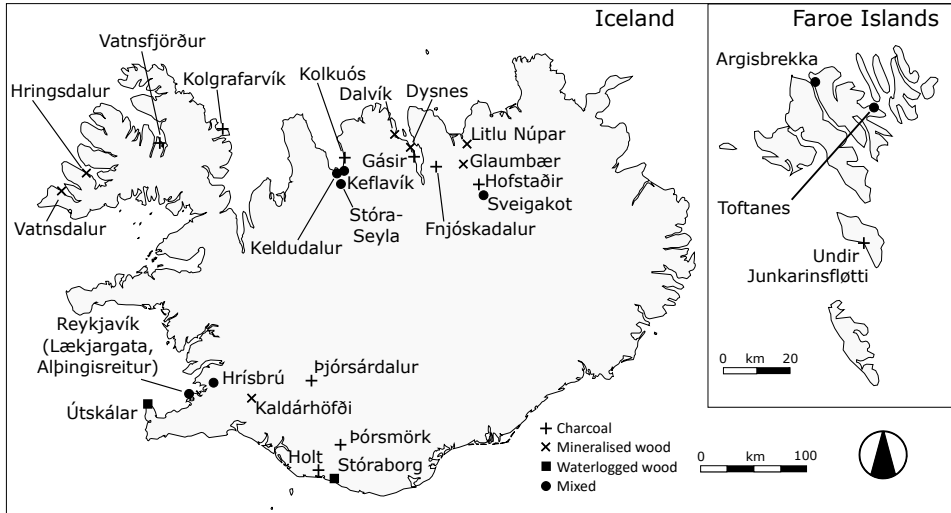 Iceland
Vatnsfjörður
Kolgrafarvík
Kolkuós
Hringsdalur
Dalvík
Dysnes
Litlu Núpar
Gásir
Glaumbær
Keflavík
Hofstaðir
Sveigakot
Vatnsdalur
Stóra-
Seyla
Fnjóskadalur
Keldudalur
Reykjavík
(Lækjargata,
Alþingisreitur)
Hrísbrú
Þjórsárdalur
Útskálar
Kaldárhöfði
Þórsmörk
Holt
Stóraborg
Charcoal
Mineralised wood
Waterlogged wood
Mixed
km
0 100
Faroe Islands
Argisbrekka
Toftanes
Undir
Junkarinsfløtti
0 km 20